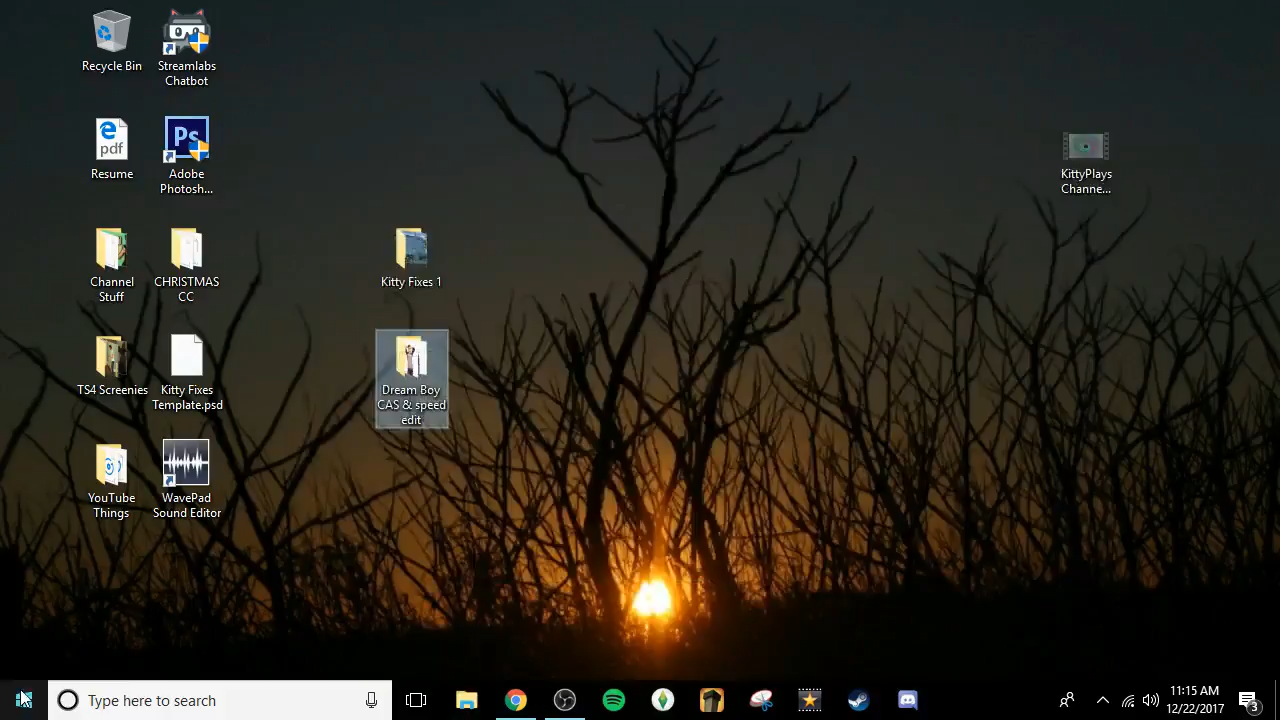 Recycle Bin
Streamlabs
Chatbot
pdf
Resume
Ps
Adobe
Photosh...
KittyPlays
Channe...
Channel
Stuff
CHRISTMAS
CC
Kitty Fixes 1
TS4 Screenies
Kitty Fixes
Template.psd
Dream Boy
CAS & speed
edit
YouTube
Things
WavePad
Sound Editor
Type here to search
11:15 AM
12/22/2017
3